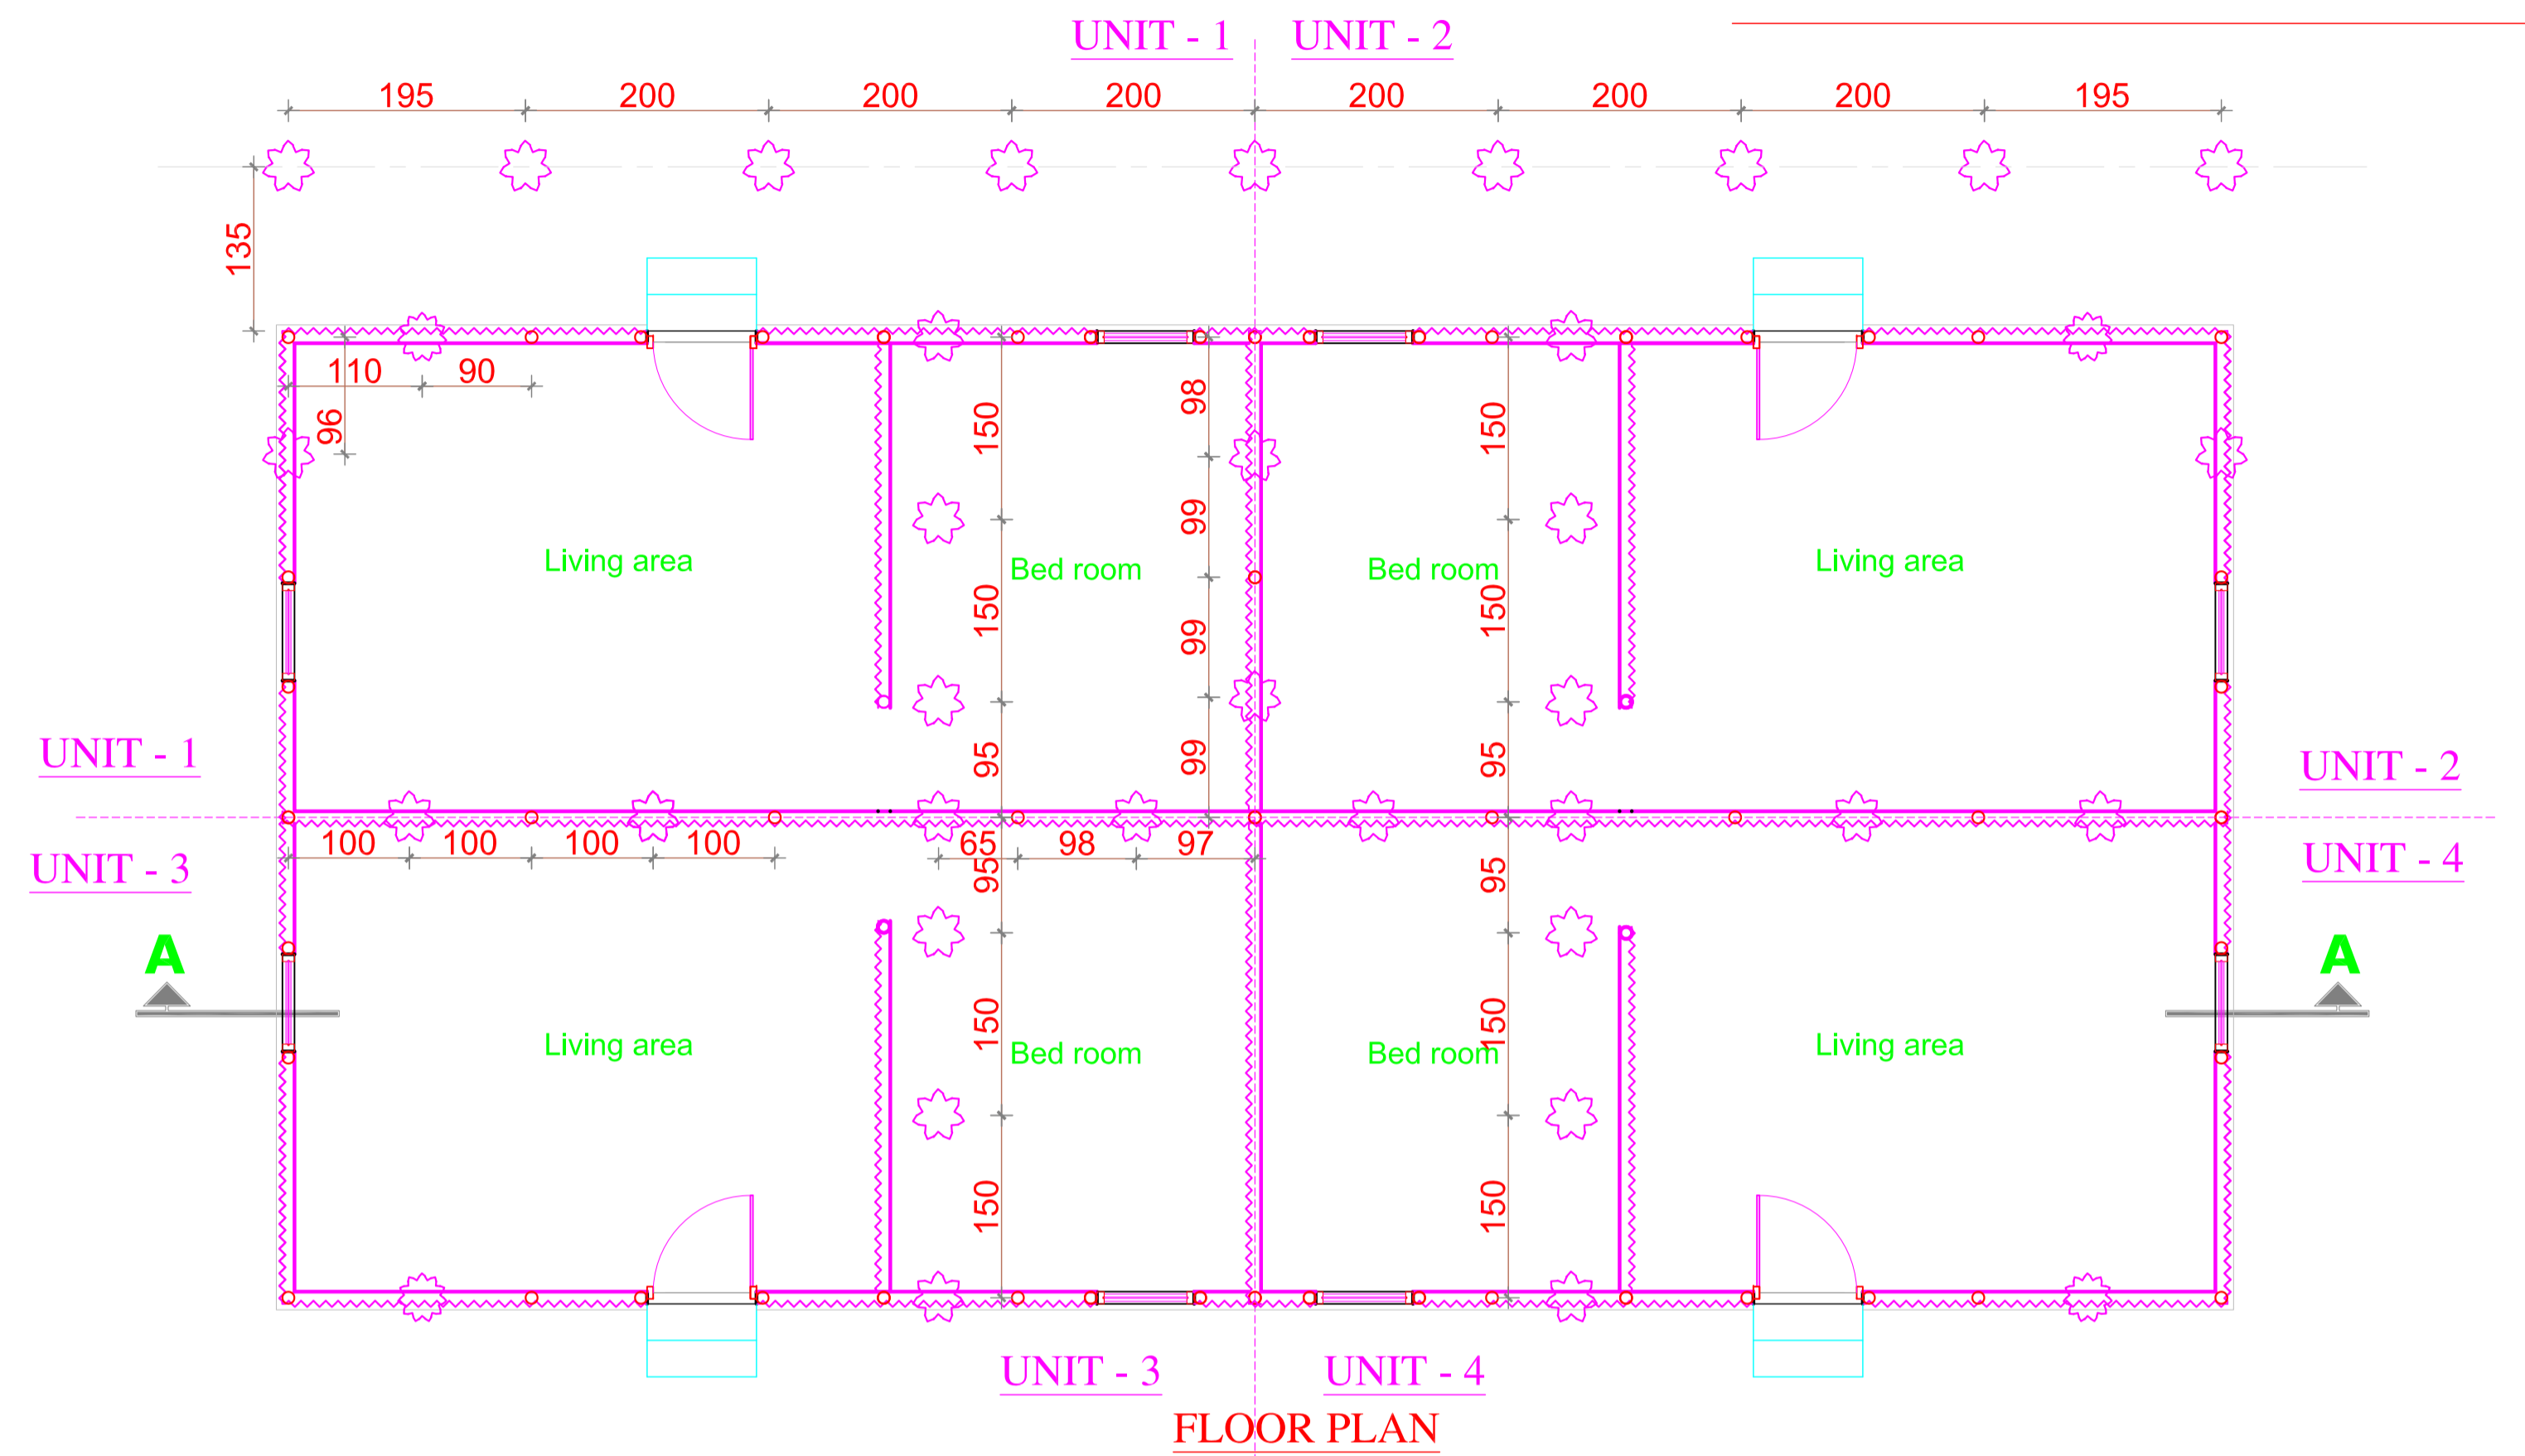 UNIT - 1 UNIT - 2
195 200 200 200 200 200 200 195
135
110 90
96
150 98 150
99
Living area Bed room Bed room Living area
150 99 150
95 99 95
UNIT - 1 UNIT - 2
100 100 100 100 65 98 97
UNIT - 3 UNIT - 4
95 95
A A
150 150
Living area Bed room Bed room Living area
150 150
UNIT - 3 UNIT - 4
FLOOR PLAN